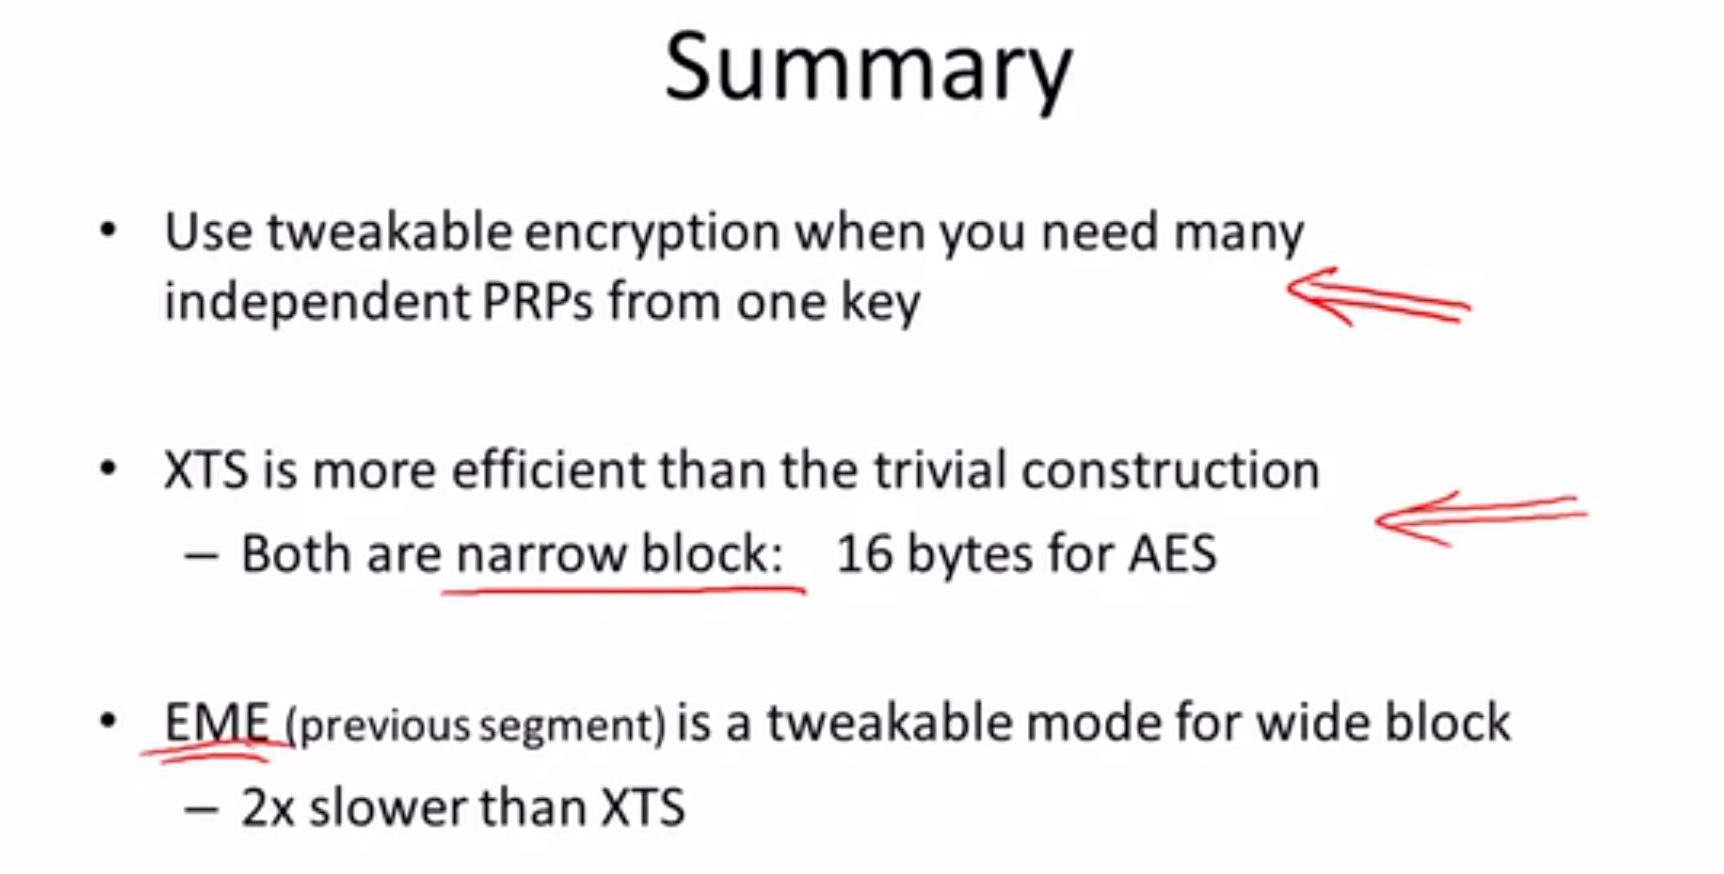 Summary
• Use tweakable encryption when you need many
independent PRPs from one key
• XTS is more efficient than the trivial construction
– Both are narrow block: 16 bytes for AES
• EME (previous segment) is a tweakable mode for wide block
– 2x slower than XTS